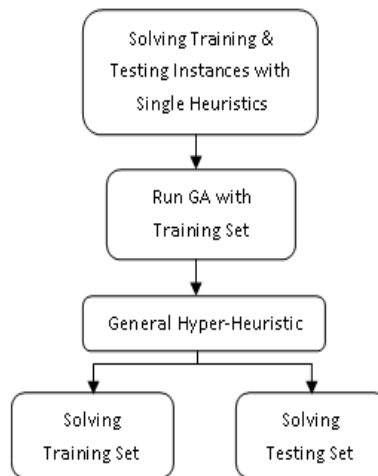 Solving Training &
Testing Instances with
Single Heuristics
Run GA with
Training Set
General Hyper-Heuristic
Solving
Training Set
Solving
Testing Set